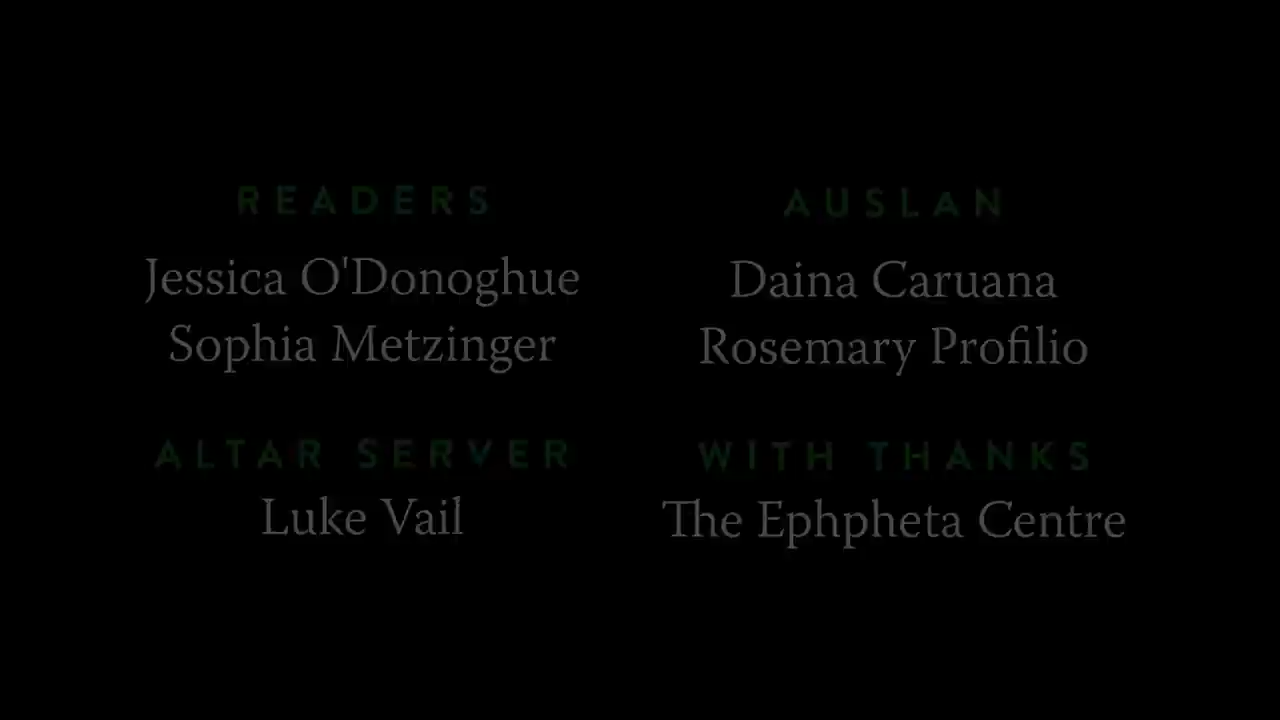 READERS
Jessica O'Donoghue
Sophia Metzinger
AUSLAN
Daina Caruana
Rosemary Profilio
ALTAR SERVER
Luke Vail
WITH THANKS
The Ephpheta Centre